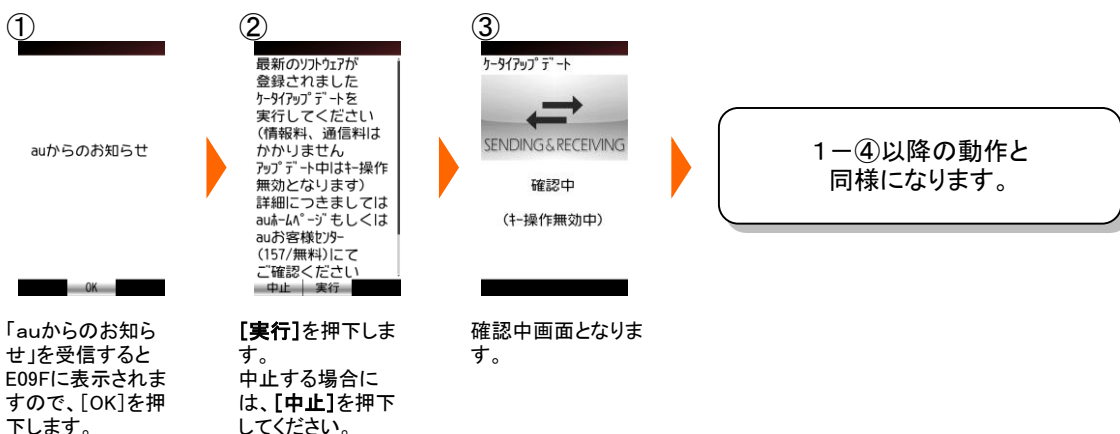 ①
auからのお知らせ
OK
「auからのお知ら
せ」を受信すると
E09Fに表示されま
すので、[OK]を押
下します。
②
最新のｿﾌﾄｳｪｱが
登録されました
ｹｰﾀｲｱｯﾌﾟﾃﾞｰﾄを
実行してください
(情報料、通信料は
かかりません
ｱｯﾌﾟﾃﾞｰﾄ中はｷｰ操作
無効となります)
詳細につきましては
auﾎｰﾑﾍﾟｰｼﾞもしくは
auお客様ｾﾝﾀｰ
(157/無料)にて
ご確認ください
中止 実行
[実行]を押下しま
す。
中止する場合に
は、[中止]を押下
してください。
③
ｹｰﾀｲｱｯﾌﾟﾃﾞｰﾄ
SENDING & RECEIVING
確認中
(ｷｰ操作無効中)
確認中画面となりま
す。
1－④以降の動作と
同様になります。